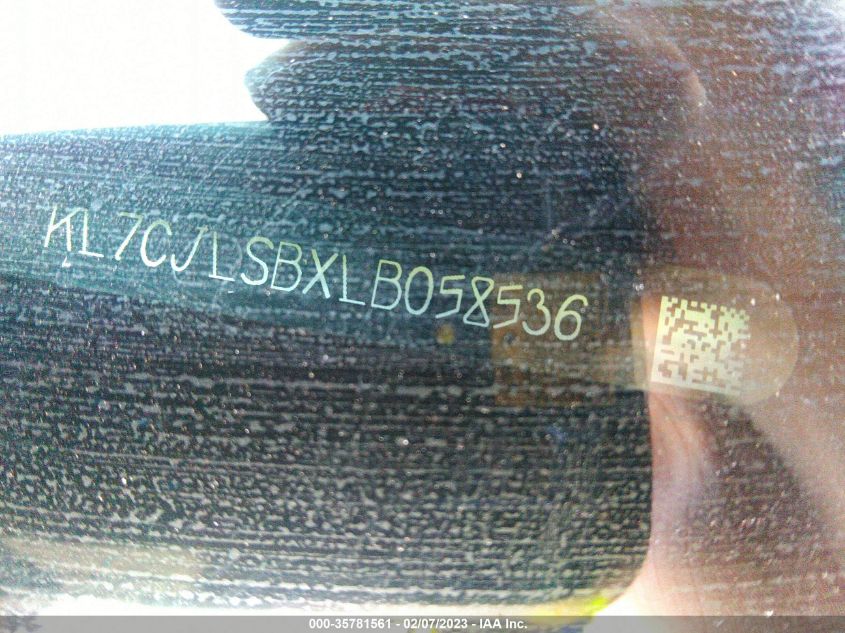 KL7CJLSBXLB058536
000-35781561 | 02/07/2023 - IAA Inc.